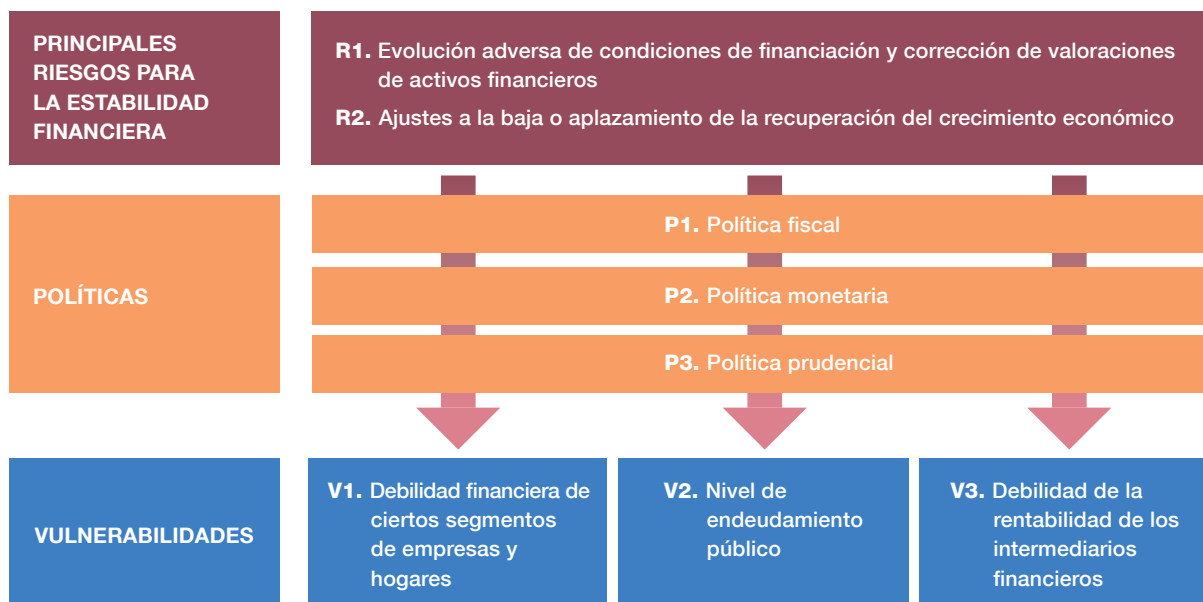 PRINCIPALES
RIESGOS PARA
LA ESTABILIDAD
FINANCIERA
R1. Evolución adversa de condiciones de financiación y corrección de valoraciones
de activos financieros
R2. Ajustes a la baja o aplazamiento de la recuperación del crecimiento económico
POLÍTICAS
P1. Política fiscal
P2. Política monetaria
P3. Política prudencial
VULNERABILIDADES
V1. Debilidad financiera de
ciertos segmentos
de empresas y
hogares
V2. Nivel de
endeudamiento
público
V3. Debilidad de la
rentabilidad de los
intermediarios
financieros